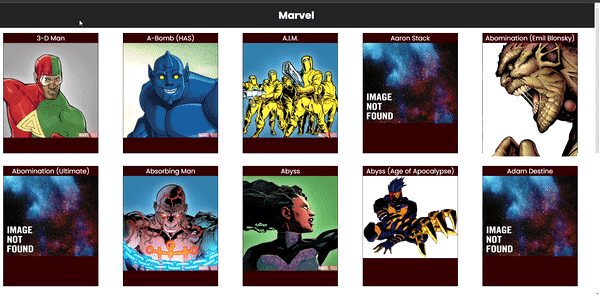 Marvel
3-D Man
A-Bomb (HAS)
A.I.M.
Aaron Stack
Abomination (Emil Blonsky)
IMAGE
NOT
FOUND
Abomination (Ultimate)
Absorbing Man
Abyss
Abyss (Age of Apocalypse)
Adam Destine
IMAGE
NOT
FOUND
IMAGE
NOT
FOUND